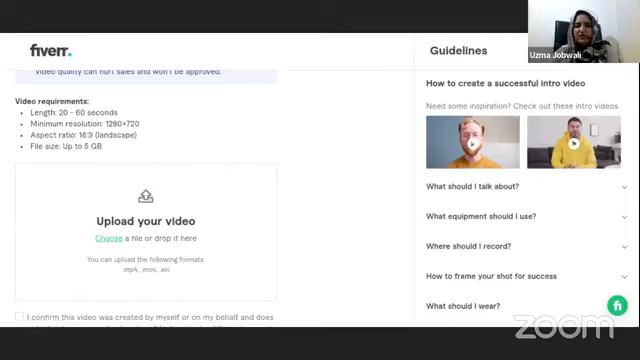 Uzma Jobwali
fiverr.
Guidelines
video quality can hurt sales and won't be approved.
Video requirements:
• Length: 20 - 60 seconds
• Minimum resolution: 1280×720
• Aspect ratio: 16:9 (landscape)
• File size: Up to 5 GB
Upload your video
Choose a file or drop it here
You can upload the following formats:
.mp4, .mov, .avi
I confirm this video was created by myself or on my behalf and does
How to create a successful intro video
Need some inspiration? Check out these intro videos.
What should I talk about?
What equipment should I use?
Where should I record?
How to frame your shot for success
What should I wear?
fi
zoom